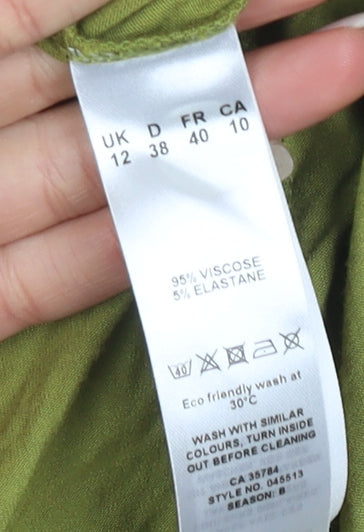 UK D FR CA
12 38 40 10
95% VISCOSE
5% ELASTANE
40
Eco friendly wash at
30°C
WASH WITH SIMILAR
COLOURS, TURN INSIDE
OUT BEFORE CLEANING
CA 35784
STYLE NO. 045513
SEASON: B